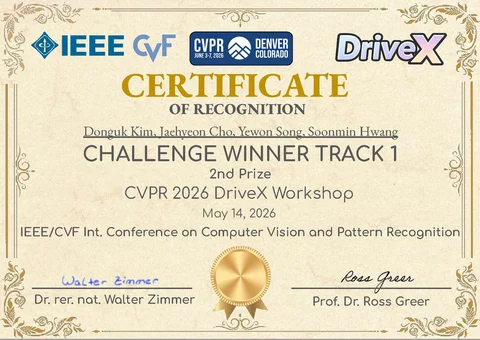 IEEE CVF CVPR JUNE 3-7, 2026 DENVER COLORADO DriveX
CERTIFICATE
OF RECOGNITION
Donguk Kim, Jaehyeon Cho, Yewon Song, Soonmin Hwang
CHALLENGE WINNER TRACK 1
2nd Prize
CVPR 2026 DriveX Workshop
May 14, 2026
IEEE/CVF Int. Conference on Computer Vision and Pattern Recognition
Walter Zimmer Ross Greer
Dr. rer. nat. Walter Zimmer Prof. Dr. Ross Greer